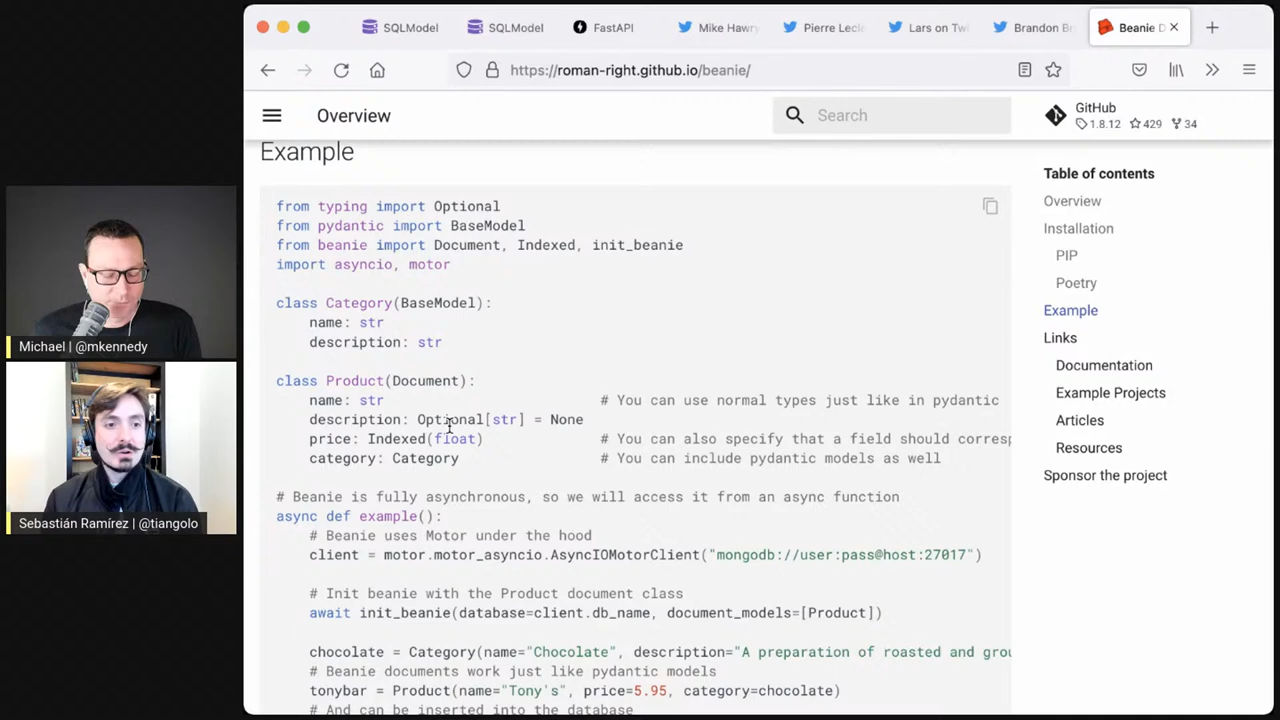 SQLModel
SQLModel
FastAPI
Mike Hawry
Pierre Lecl
Lars on Twi
Brandon Br
Beanie D
https://roman-right.github.io/beanie/
Overview
Search
GitHub
1.8.12 429 34
Example
from typing import Optional
from pydantic import BaseModel
from beanie import Document, Indexed, init_beanie
import asyncio, motor
class Category(BaseModel):
name: str
description: str
class Product(Document):
name: str # You can use normal types just like in pydantic
description: Optional[str] = None
price: Indexed(float) # You can also specify that a field should corresp
category: Category # You can include pydantic models as well
# Beanie is fully asynchronous, so we will access it from an async function
async def example():
# Beanie uses Motor under the hood
client = motor.motor_asyncio.AsyncIOMotorClient("mongodb://user:pass@host:27017")
# Init beanie with the Product document class
await init_beanie(database=client.db_name, document_models=[Product])
chocolate = Category(name="Chocolate", description="A preparation of roasted and grou
# Beanie documents work just like pydantic models
tonybar = Product(name="Tony's", price=5.95, category=chocolate)
# And can be inserted into the database
Table of contents
Overview
Installation
PIP
Poetry
Example
Links
Documentation
Example Projects
Articles
Resources
Sponsor the project
Michael | @mkennedy
Sebastián Ramírez | @tiangolo